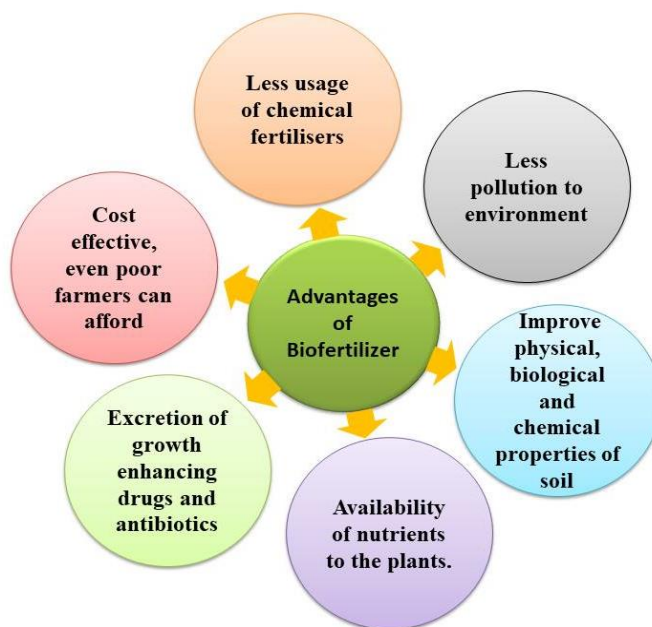 Advantages
of
Biofertilizer
Less usage
of chemical
fertilisers
Less
pollution to
environment
Improve
physical,
biological
and
chemical
properties of
soil
Availability
of nutrients
to the plants.
Excretion of
growth
enhancing
drugs and
antibiotics
Cost
effective,
even poor
farmers can
afford